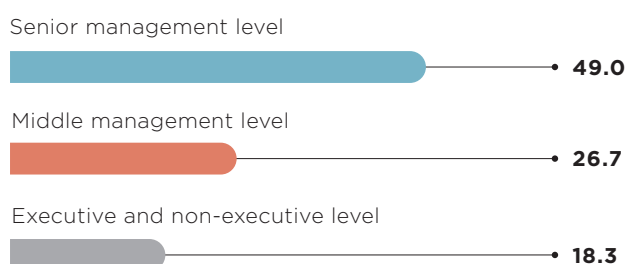 Senior management level
49.0
Middle management level
26.7
Executive and non-executive level
18.3